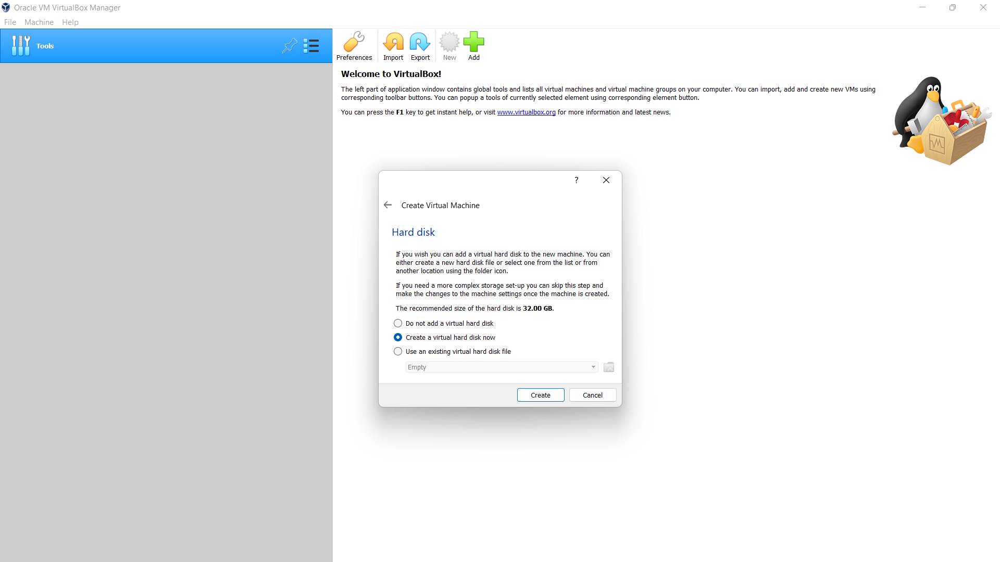 Oracle VM VirtualBox Manager
File Machine Help
Tools
Preferences Import Export New Add
Welcome to VirtualBox!
The left part of application window contains global tools and lists all virtual machines and virtual machine groups on your computer. You can import, add and create new VMs using
corresponding toolbar buttons. You can popup a tools of currently selected element using corresponding element button.
You can press the F1 key to get instant help, or visit www.virtualbox.org for more information and latest news.
?
Create Virtual Machine
Hard disk
If you wish you can add a virtual hard disk to the new machine. You can
either create a new hard disk file or select one from the list or from
another location using the folder icon.
If you need a more complex storage set-up you can skip this step and
make the changes to the machine settings once the machine is created.
The recommended size of the hard disk is 32.00 GB.
Do not add a virtual hard disk
Create a virtual hard disk now
Use an existing virtual hard disk file
Empty
Create Cancel